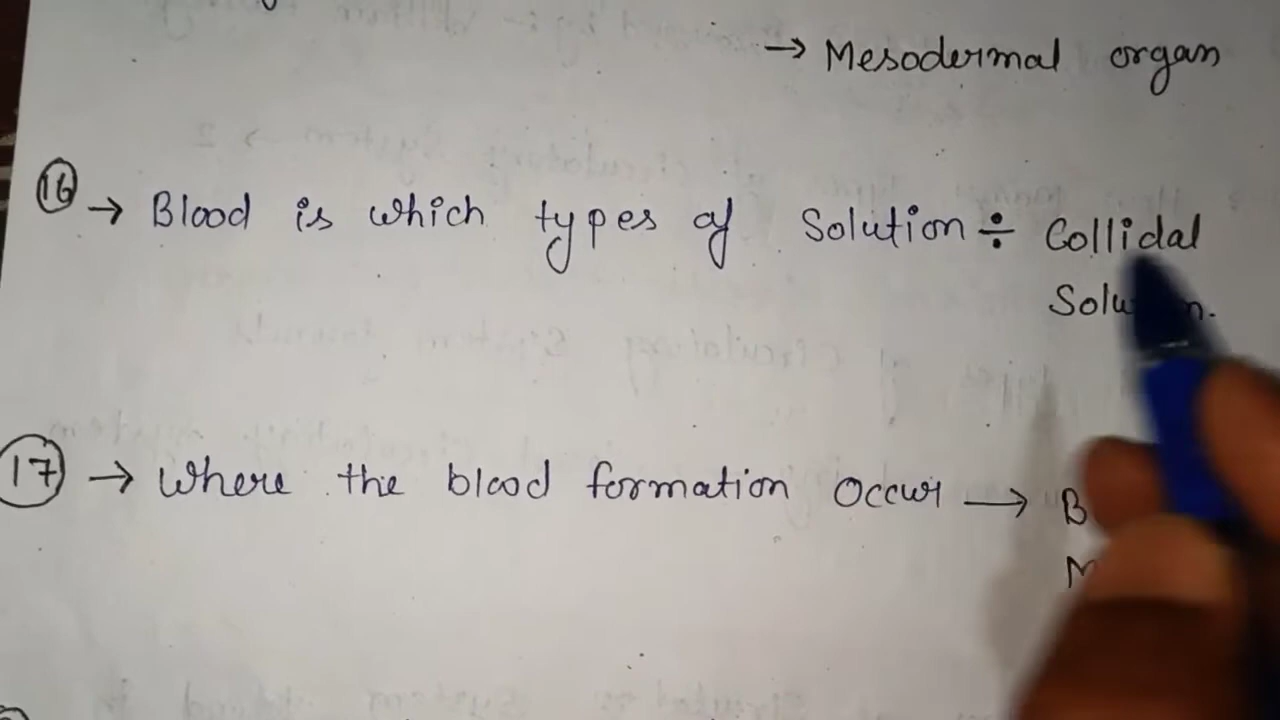 → Mesodermal organ
16 → Blood is which types of Solution ÷ Collidal
17 → Where the blood formation occur →